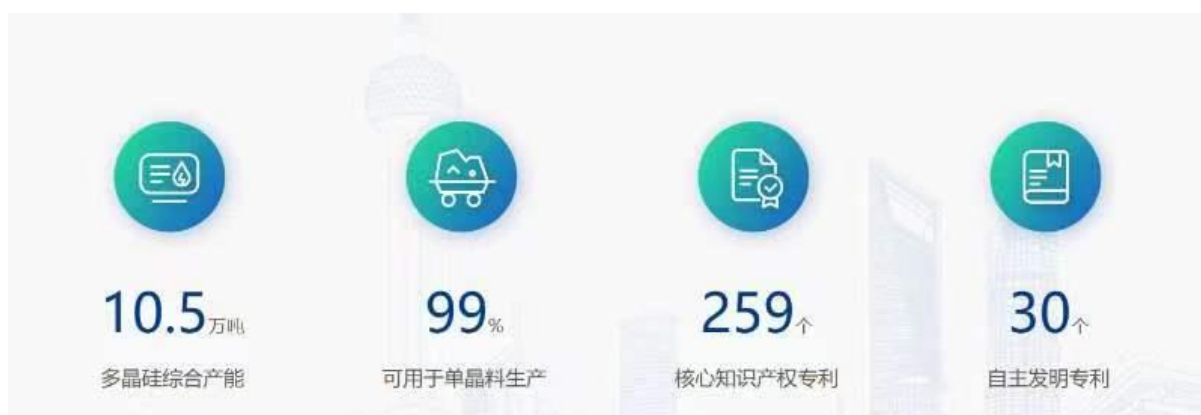 10.5万吨
99%
259个
30个
多晶硅综合产能
可用于单晶料生产
核心知识产权专利
自主发明专利